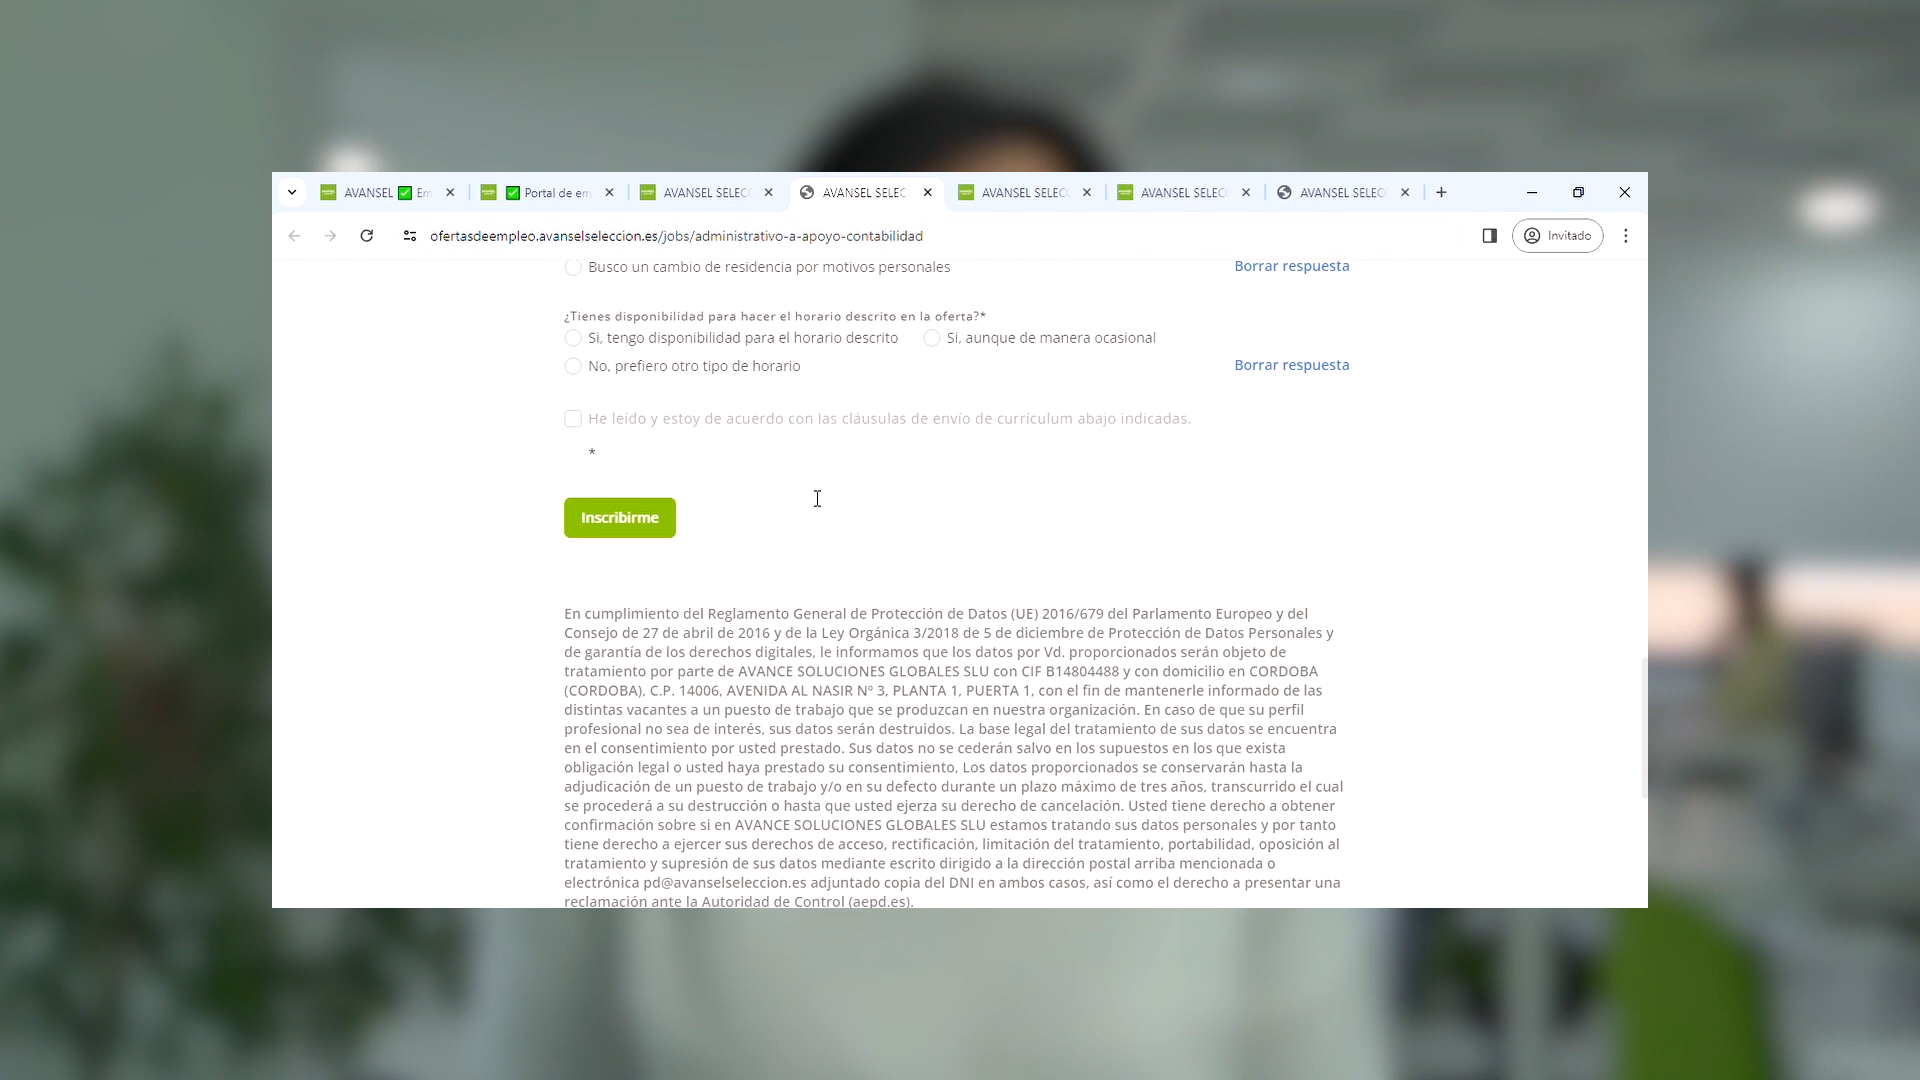 AVANSEL ✅ Em
✅ Portal de em
AVANSEL SELEC
AVANSEL SELEC
AVANSEL SELEC
AVANSEL SELEC
AVANSEL SELEC
ofertasdeempleo.avanselseleccion.es/jobs/administrativo-a-apoyo-contabilidad
Invitado
Busco un cambio de residencia por motivos personales
Borrar respuesta
¿Tienes disponibilidad para hacer el horario descrito en la oferta?*
Si, tengo disponibilidad para el horario descrito
Si, aunque de manera ocasional
No, prefiero otro tipo de horario
Borrar respuesta
He leído y estoy de acuerdo con las cláusulas de envío de currículum abajo indicadas.
*
Inscribirme
En cumplimiento del Reglamento General de Protección de Datos (UE) 2016/679 del Parlamento Europeo y del
Consejo de 27 de abril de 2016 y de la Ley Orgánica 3/2018 de 5 de diciembre de Protección de Datos Personales y
de garantía de los derechos digitales, le informamos que los datos por Vd. proporcionados serán objeto de
tratamiento por parte de AVANCE SOLUCIONES GLOBALES SLU con CIF B14804488 y con domicilio en CORDOBA
(CORDOBA), C.P. 14006, AVENIDA AL NASIR Nº 3, PLANTA 1, PUERTA 1, con el fin de mantenerle informado de las
distintas vacantes a un puesto de trabajo que se produzcan en nuestra organización. En caso de que su perfil
profesional no sea de interés, sus datos serán destruidos. La base legal del tratamiento de sus datos se encuentra
en el consentimiento por usted prestado. Sus datos no se cederán salvo en los supuestos en los que exista
obligación legal o usted haya prestado su consentimiento. Los datos proporcionados se conservarán hasta la
adjudicación de un puesto de trabajo y/o en su defecto durante un plazo máximo de tres años, transcurrido el cual
se procederá a su destrucción o hasta que usted ejerza su derecho de cancelación. Usted tiene derecho a obtener
confirmación sobre si en AVANCE SOLUCIONES GLOBALES SLU estamos tratando sus datos personales y por tanto
tiene derecho a ejercer sus derechos de acceso, rectificación, limitación del tratamiento, portabilidad, oposición al
tratamiento y supresión de sus datos mediante escrito dirigido a la dirección postal arriba mencionada o
electrónica pd@avanselseleccion.es adjuntado copia del DNI en ambos casos, así como el derecho a presentar una
reclamación ante la Autoridad de Control (aepd.es).